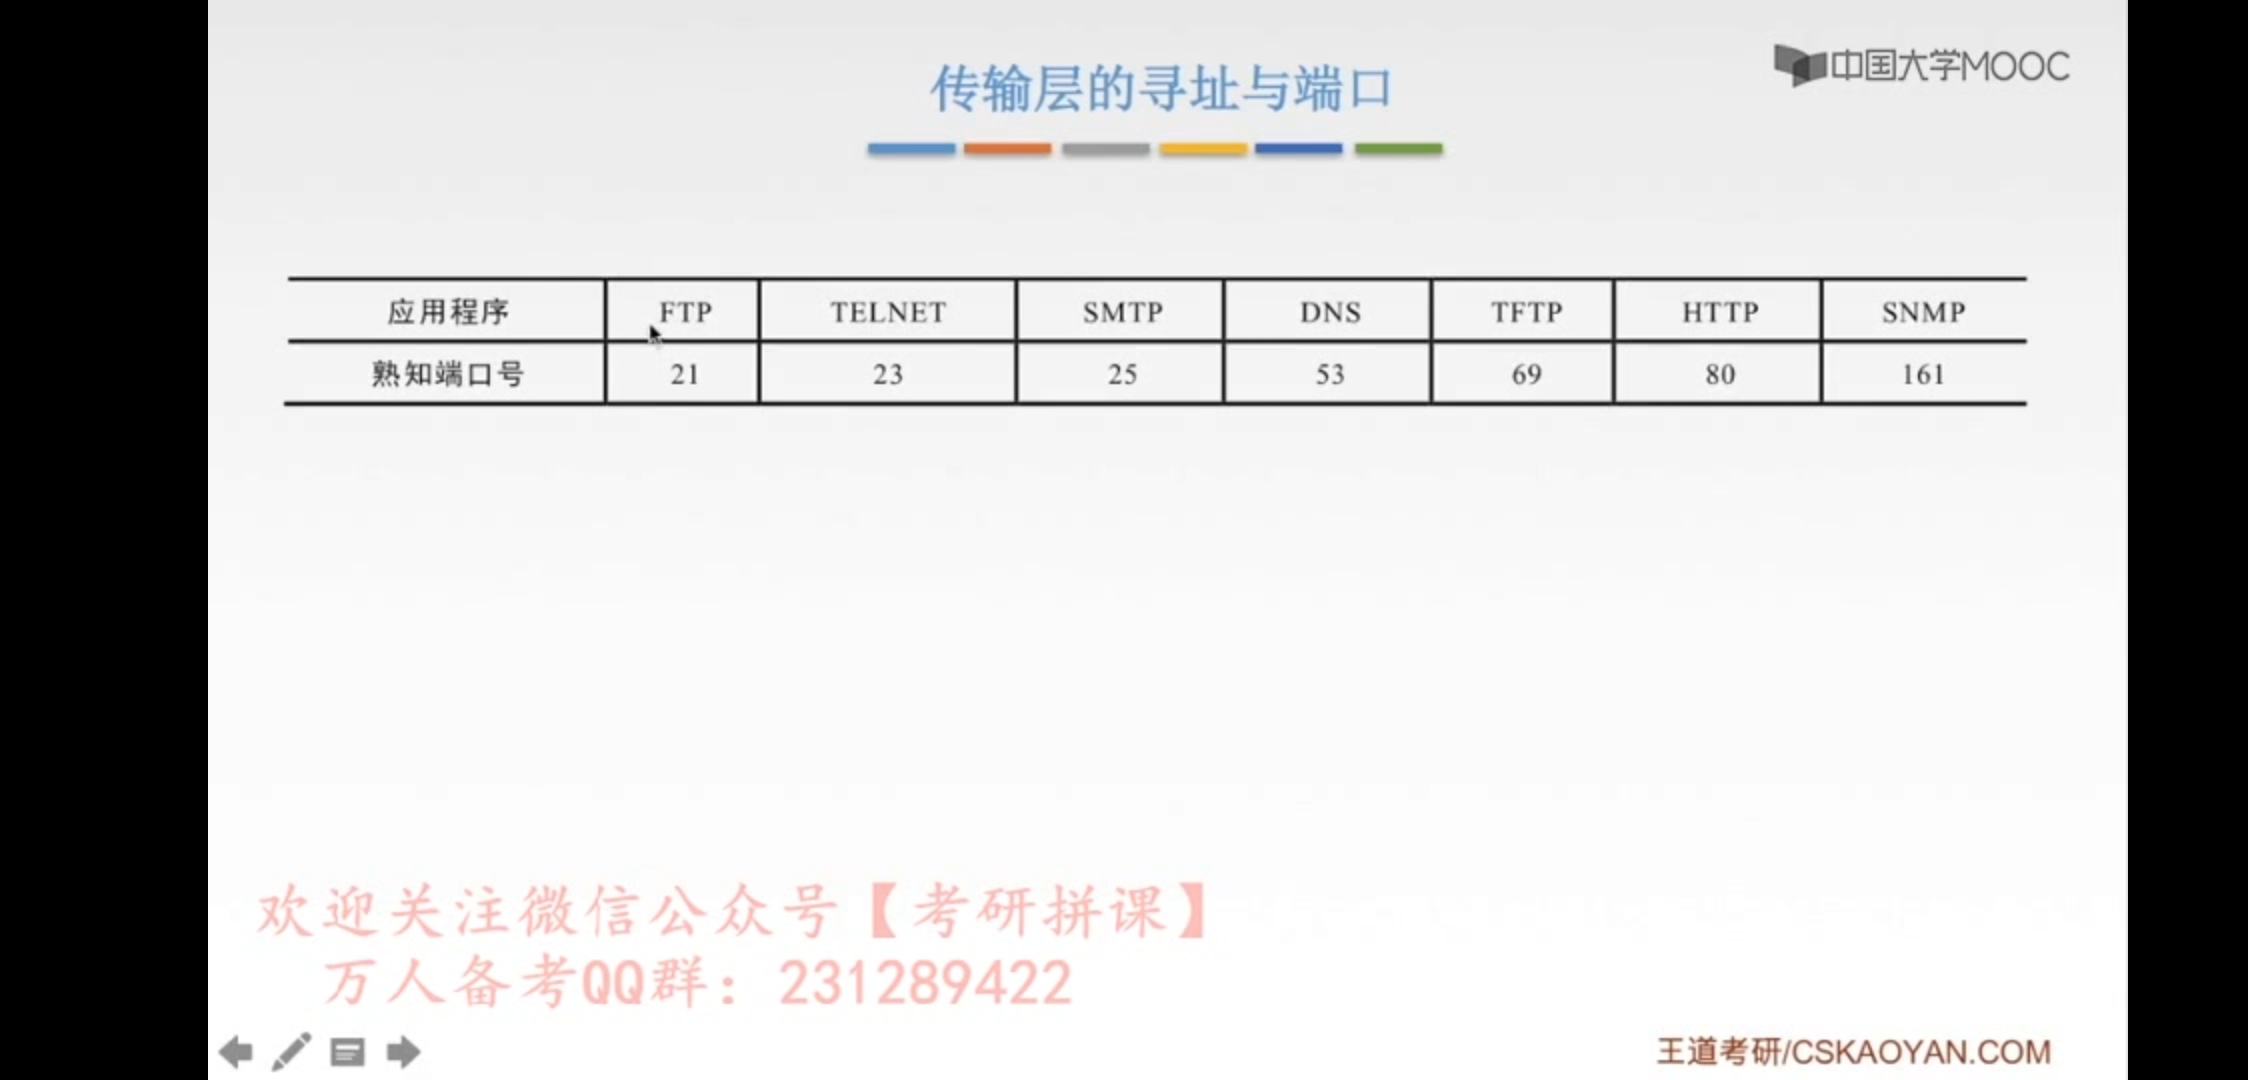 传输层的寻址与端口
中国大学MOOC
应用程序 FTP TELNET SMTP DNS TFTP HTTP SNMP
熟知端口号 21 23 25 53 69 80 161
欢迎关注微信公众号【考研拼课】
万人备考QQ群：231289422
王道考研/CSKAOYAN.COM